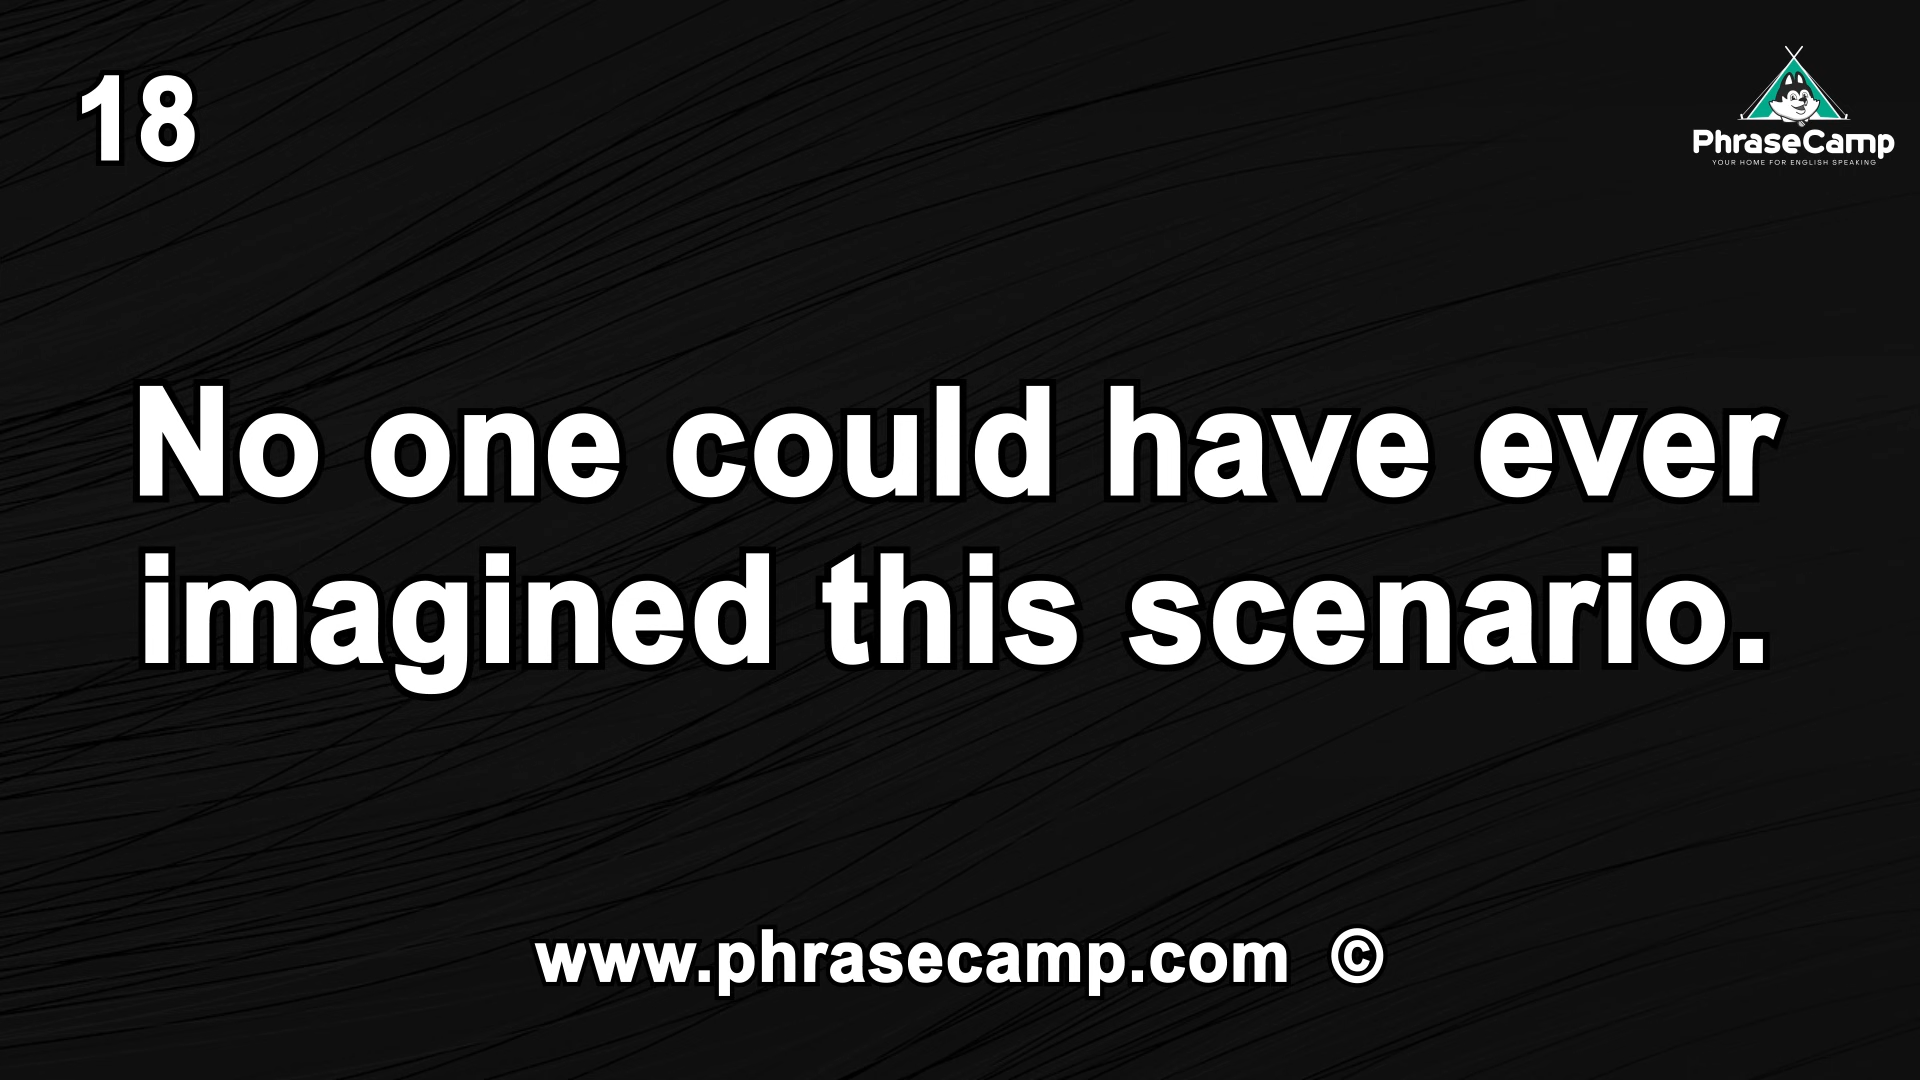 18
PhraseCamp
YOUR HOME FOR ENGLISH SPEAKING
No one could have ever
imagined this scenario.
www.phrasecamp.com ©